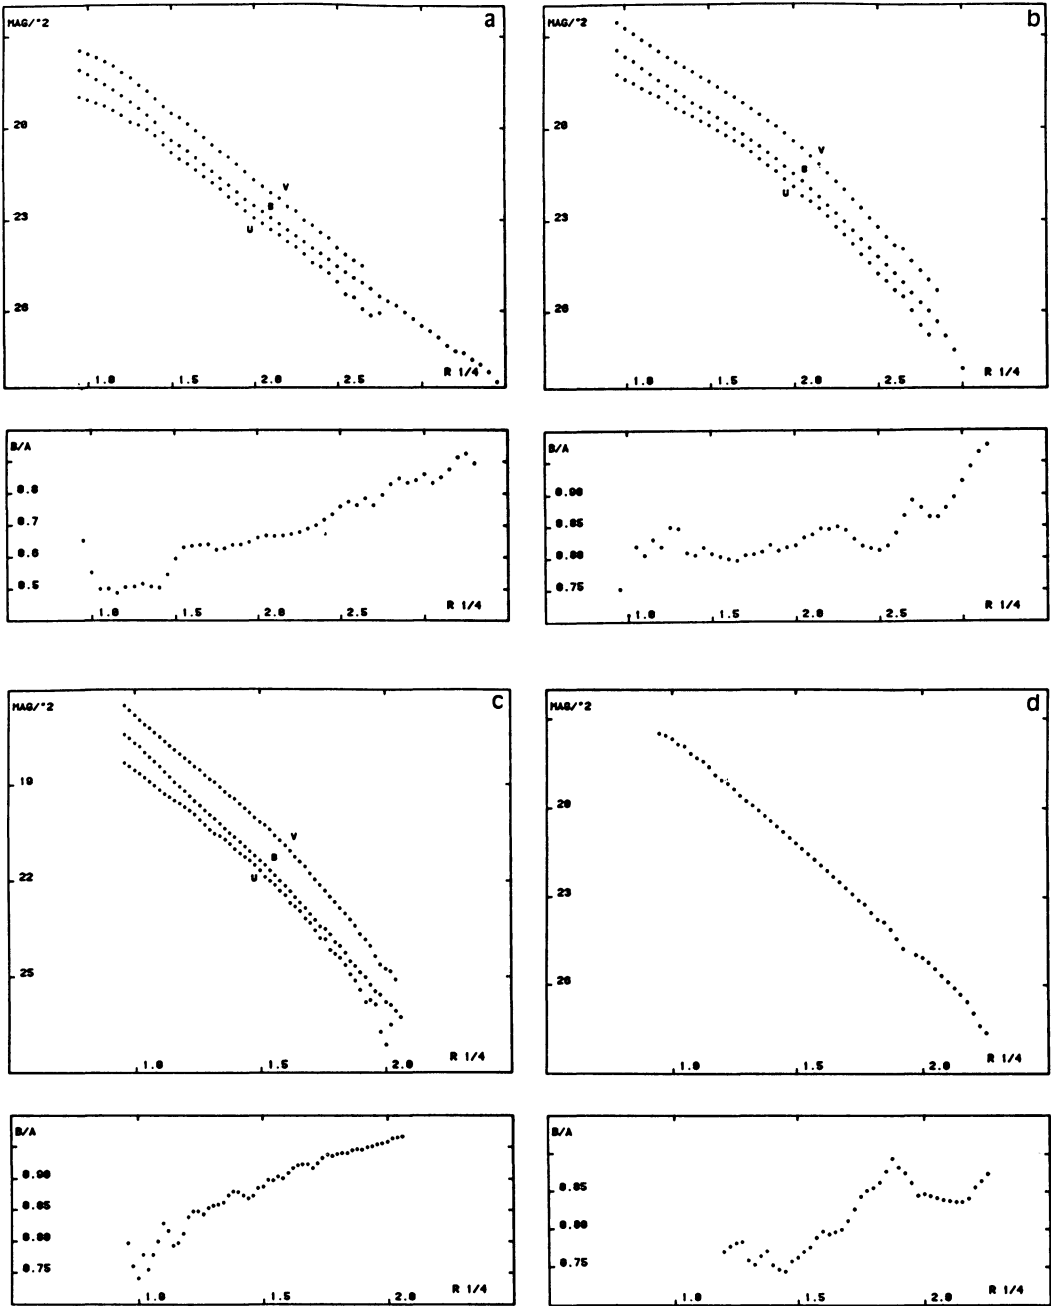 MAG/"2 a
20
V
B
U
23
26
R 1/4
1.0 1.5 2.0 2.5
MAG/"2 b
20
V
B
U
23
26
R 1/4
1.0 1.5 2.0 2.5
B/A
0.8
0.7
0.6
0.5
1.0 1.5 2.0 2.5 R 1/4
B/A
0.90
0.85
0.80
0.75
R 1/4
1.0 1.5 2.0 2.5
MAG/"2 c
19
V
B
22
U
25
R 1/4
1.0 1.5 2.0
MAG/"2 d
20
23
26
R 1/4
1.0 1.5 2.0
B/A
0.90
0.85
0.80
0.75
R 1/4
1.0 1.5 2.0
B/A
0.85
0.80
0.75
R 1/4
1.0 1.5 2.0